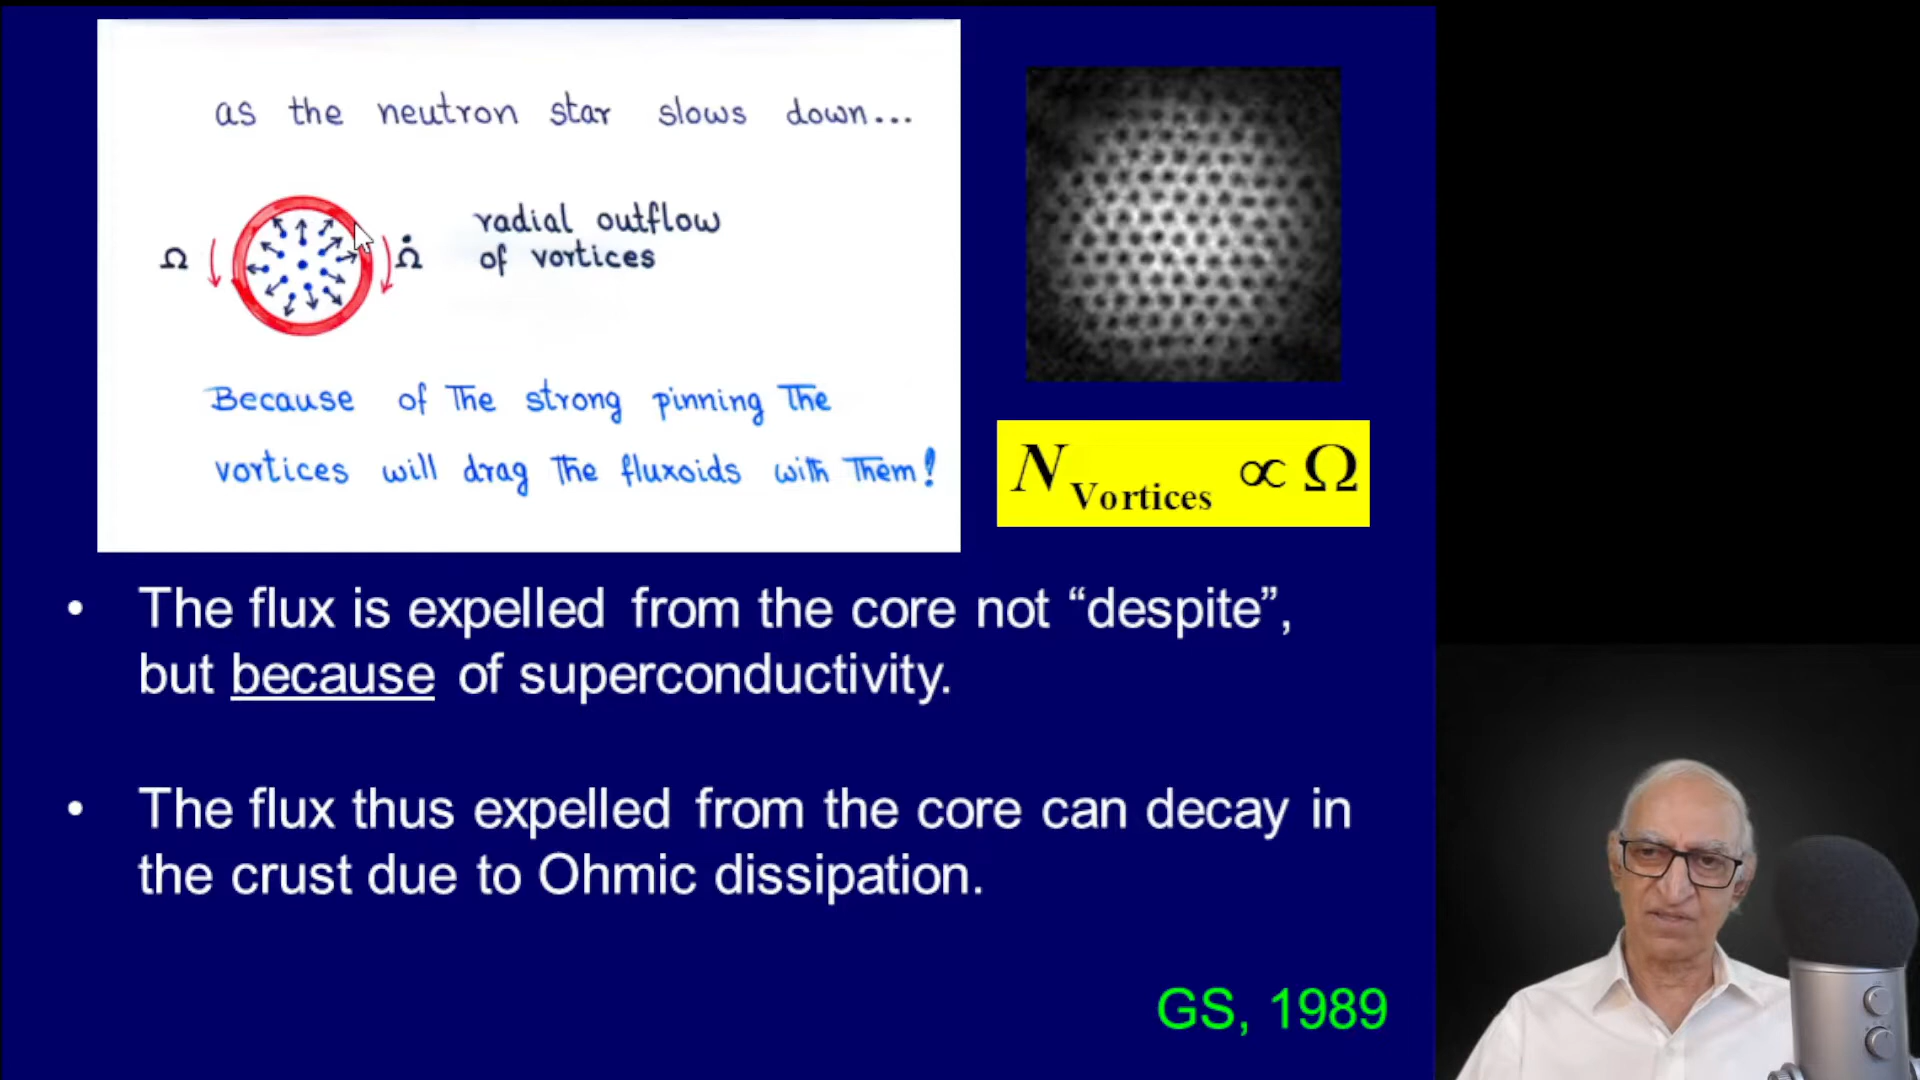 as the neutron star slows down...
Ω Ω̇ radial outflow
of vortices
Because of The strong pinning The
vortices will drag The fluxoids with Them!
N Vortices ∝ Ω
• The flux is expelled from the core not “despite”,
but because of superconductivity.
• The flux thus expelled from the core can decay in
the crust due to Ohmic dissipation.
GS, 1989